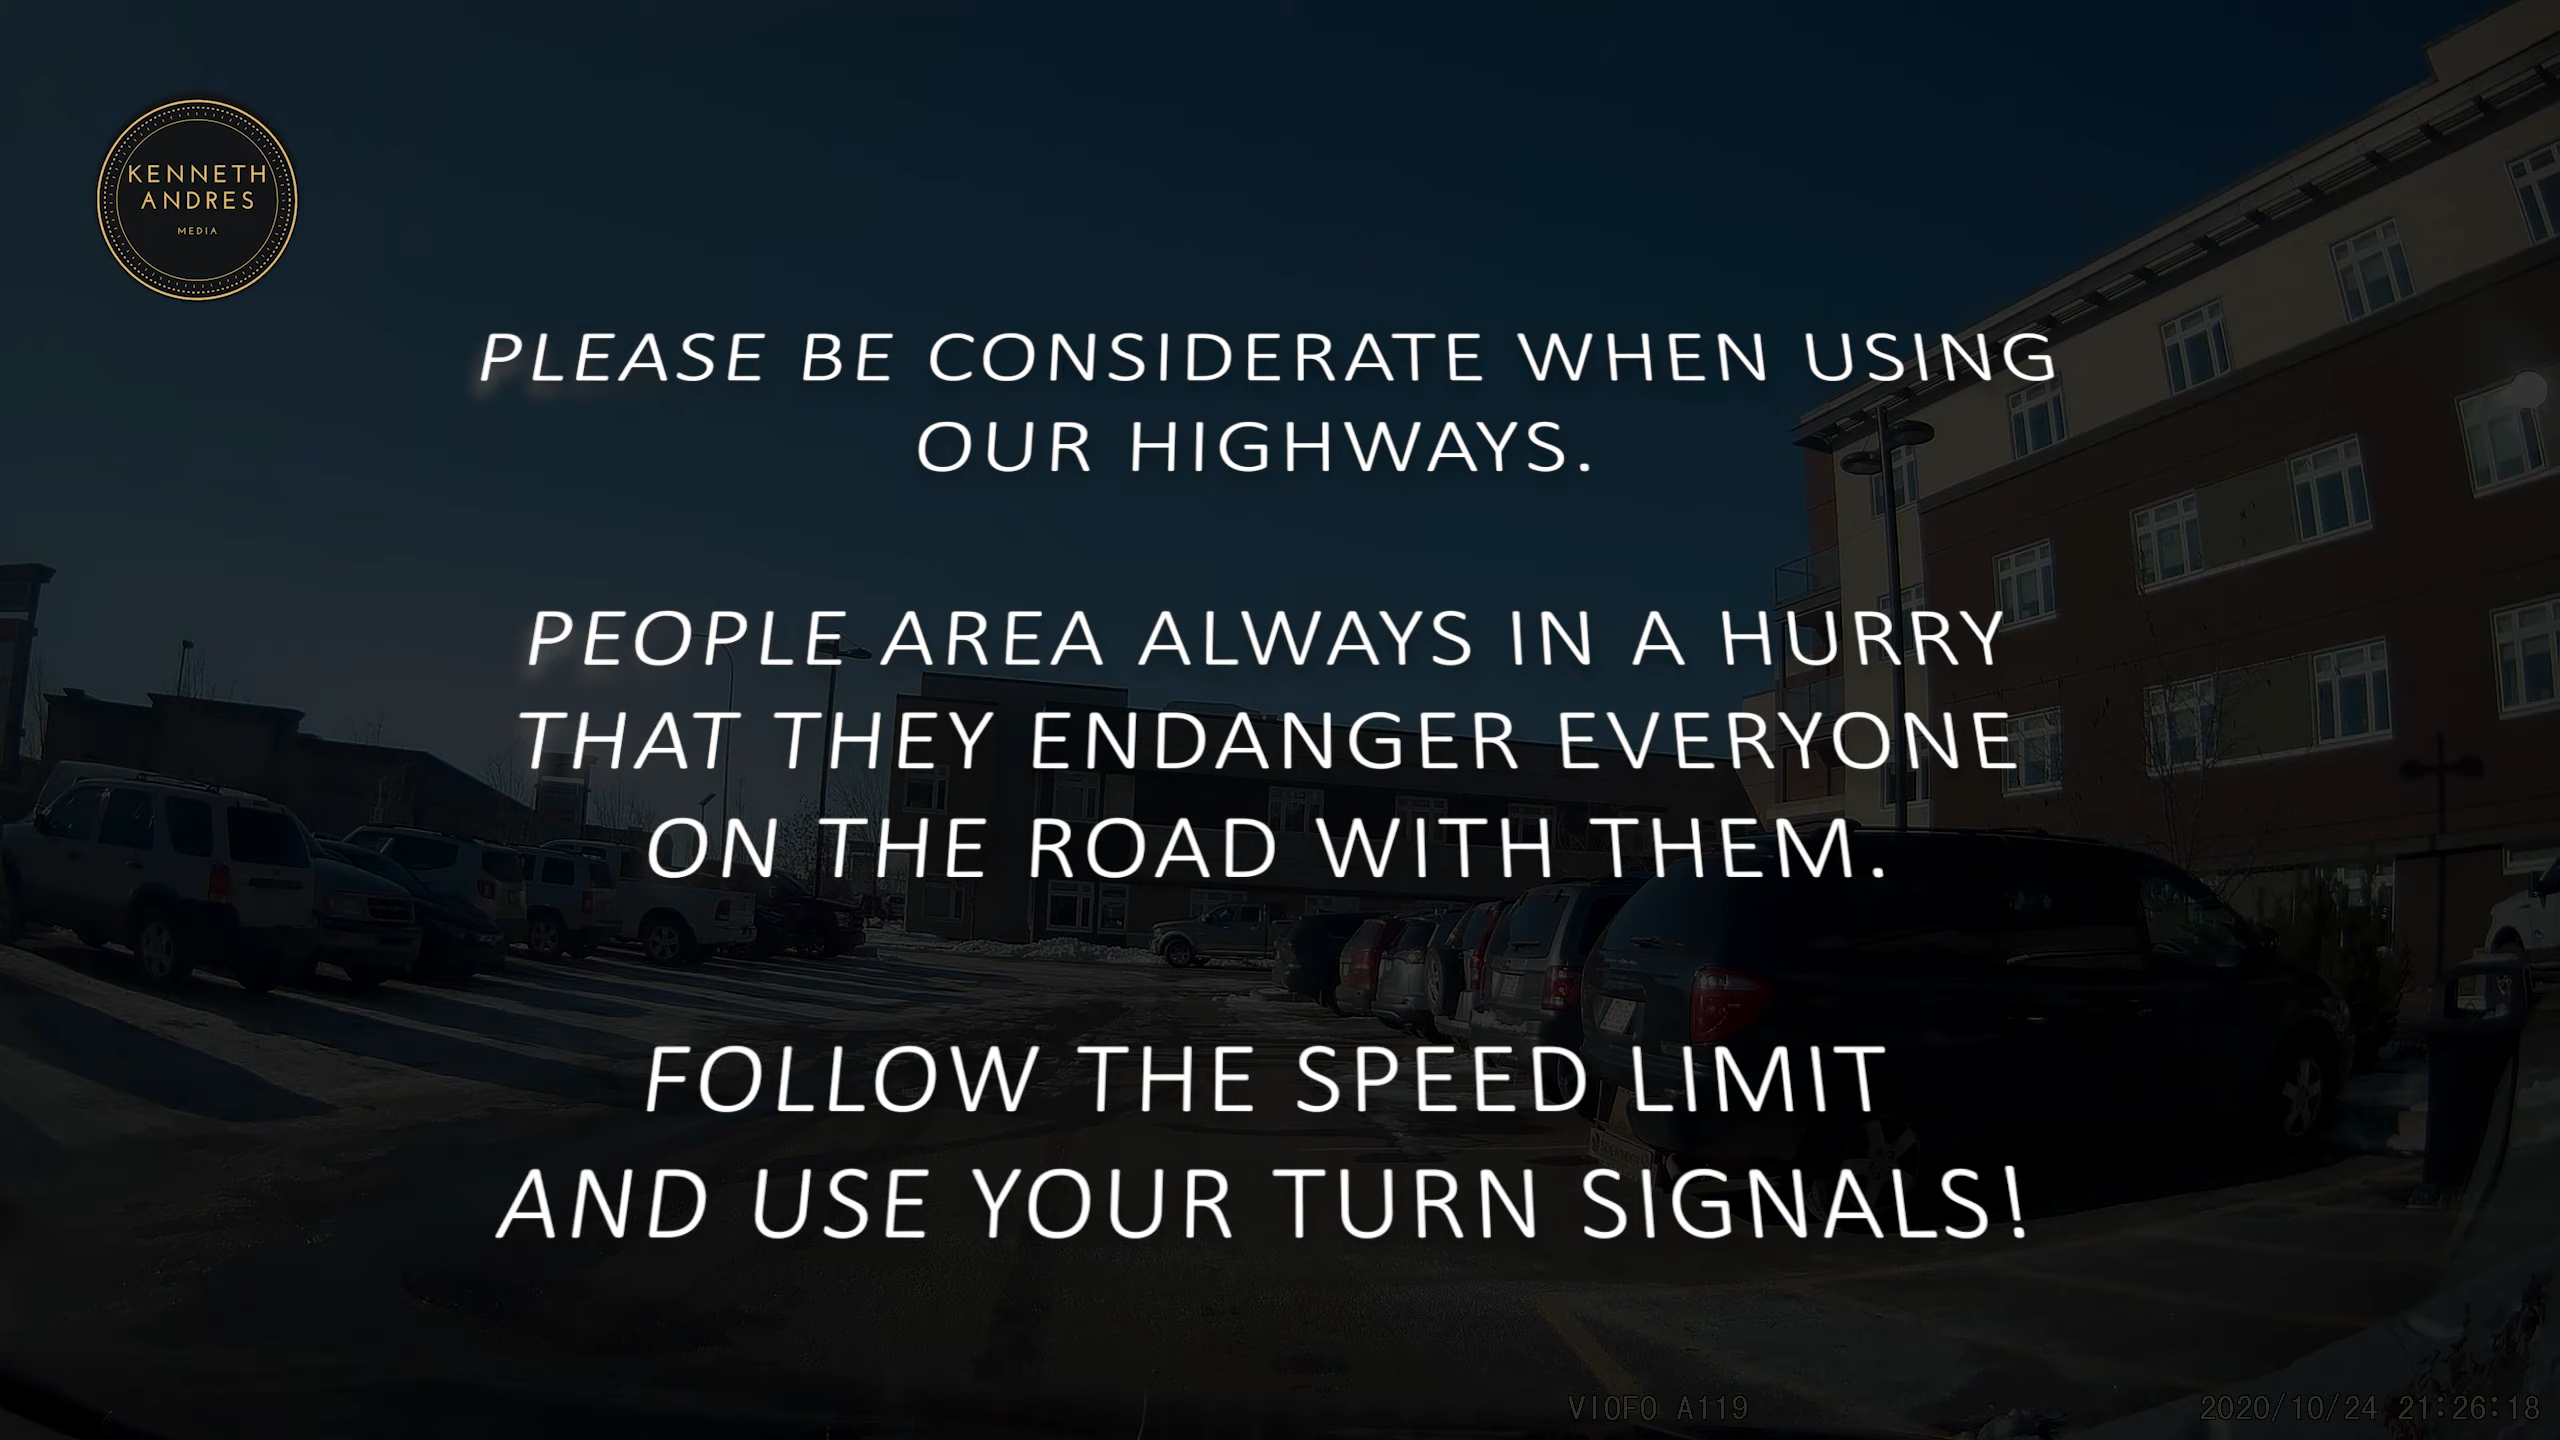 KENNETH
ANDRES
MEDIA
PLEASE BE CONSIDERATE WHEN USING
OUR HIGHWAYS.
PEOPLE AREA ALWAYS IN A HURRY
THAT THEY ENDANGER EVERYONE
ON THE ROAD WITH THEM.
FOLLOW THE SPEED LIMIT
AND USE YOUR TURN SIGNALS!
VIOFO A119
2020/10/24 21:26:18